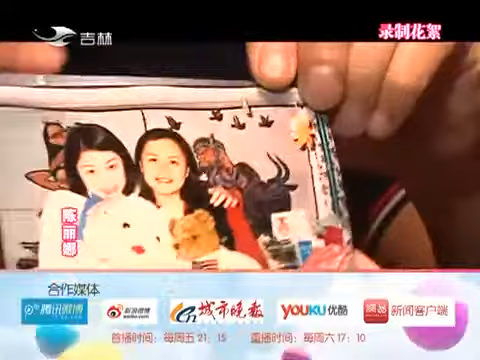 吉林
录制花絮
陈丽娜
合作媒体
腾讯微博
新浪微博
weibo.com
城市晚报
YOUKU优酷
新闻客户端
首播时间：每周五 21：15 重播时间：每周六 17：10